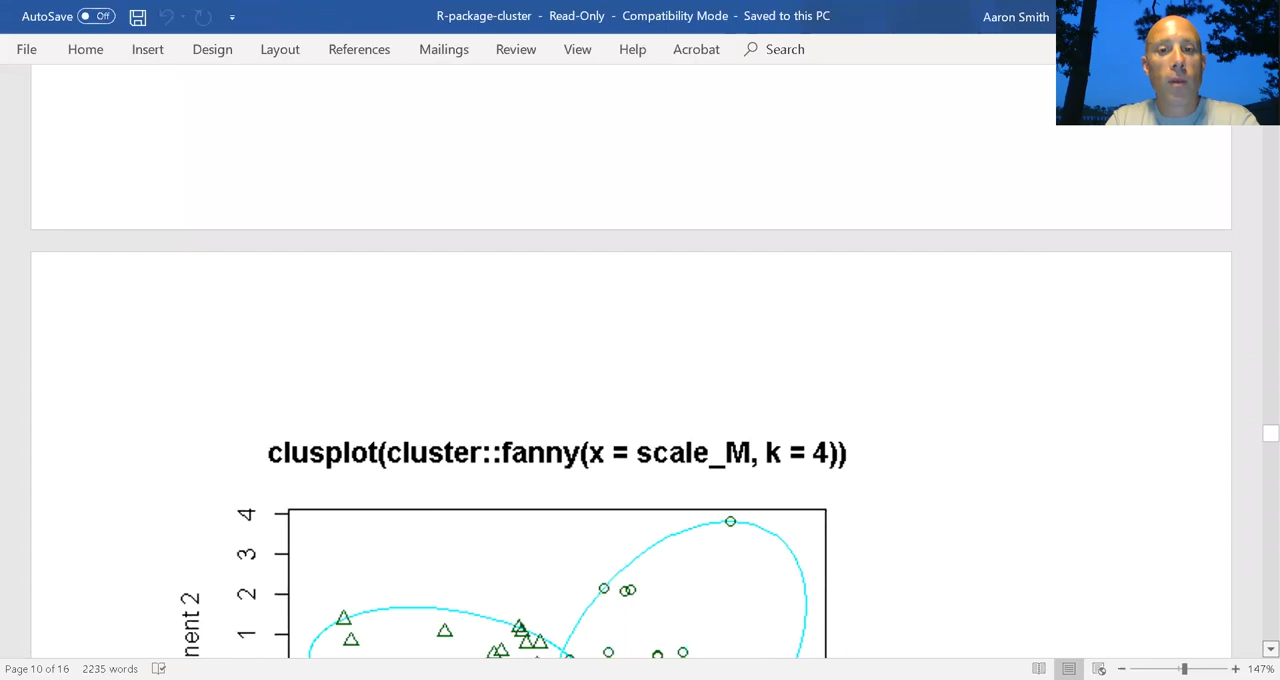 AutoSave Off R-package-cluster - Read-Only - Compatibility Mode - Saved to this PC Aaron Smith
File Home Insert Design Layout References Mailings Review View Help Acrobat Search
clusplot(cluster::fanny(x = scale_M, k = 4))
4
3
2
1
nent 2
Page 10 of 16 2235 words 147%